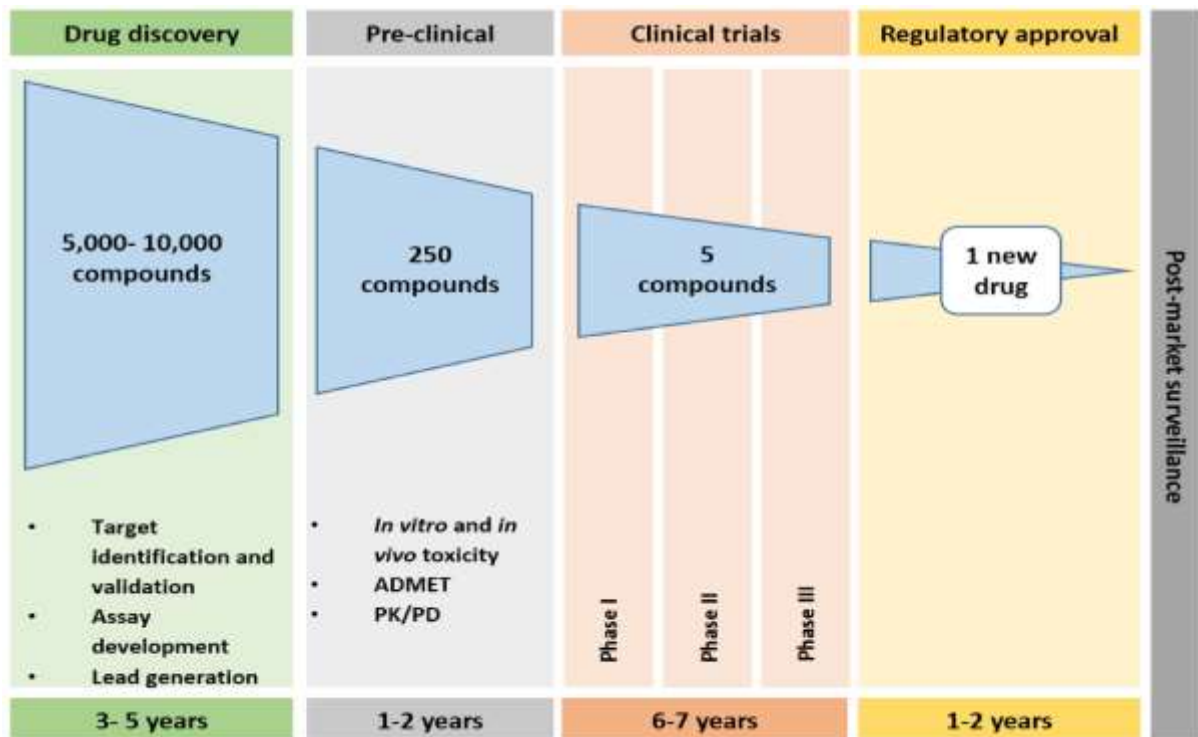 Drug discovery
Pre-clinical
Clinical trials
Regulatory approval
5,000- 10,000
compounds
250
compounds
5
compounds
1 new
drug
Post-market surveillance
• Target
identification and
validation
• Assay
development
• Lead generation
• In vitro and in
vivo toxicity
• ADMET
• PK/PD
Phase I
Phase II
Phase III
3- 5 years
1-2 years
6-7 years
1-2 years